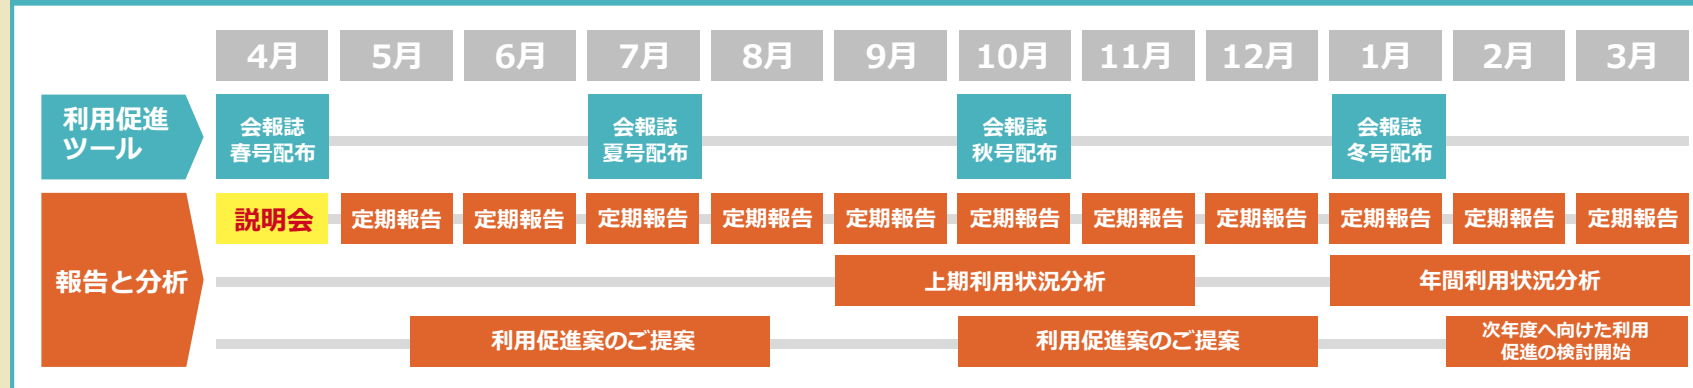 4月 5月 6月 7月 8月 9月 10月 11月 12月 1月 2月 3月
利用促進
ツール
会報誌
春号配布
会報誌
夏号配布
会報誌
秋号配布
会報誌
冬号配布
報告と分析
説明会 定期報告 定期報告 定期報告 定期報告 定期報告 定期報告 定期報告 定期報告 定期報告 定期報告 定期報告
上期利用状況分析 年間利用状況分析
利用促進案のご提案 利用促進案のご提案
次年度へ向けた利用
促進の検討開始